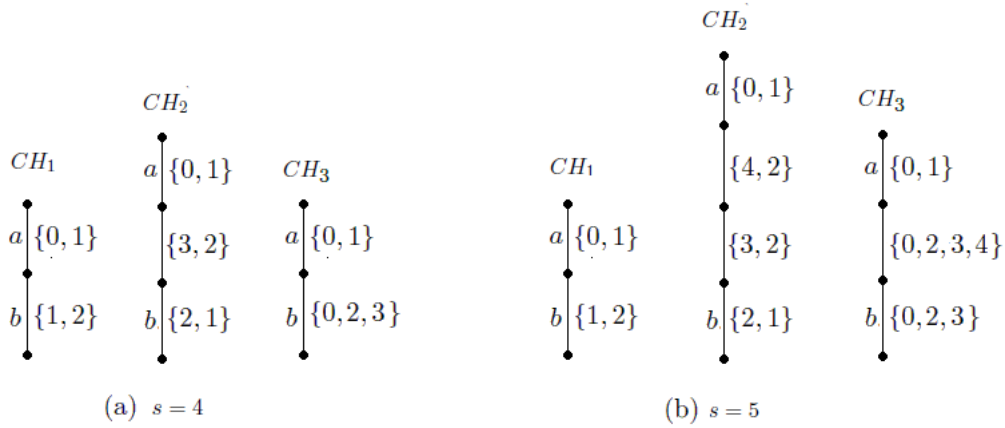 CH₁
a {0, 1}
b {1, 2}
CH₂
a {0, 1}
{3, 2}
b {2, 1}
CH₃
a {0, 1}
b {0, 2, 3}
(a) s = 4
CH₁
a {0, 1}
b {1, 2}
CH₂
a {0, 1}
{4, 2}
{3, 2}
b {2, 1}
CH₃
a {0, 1}
{0, 2, 3, 4}
b {0, 2, 3}
(b) s = 5